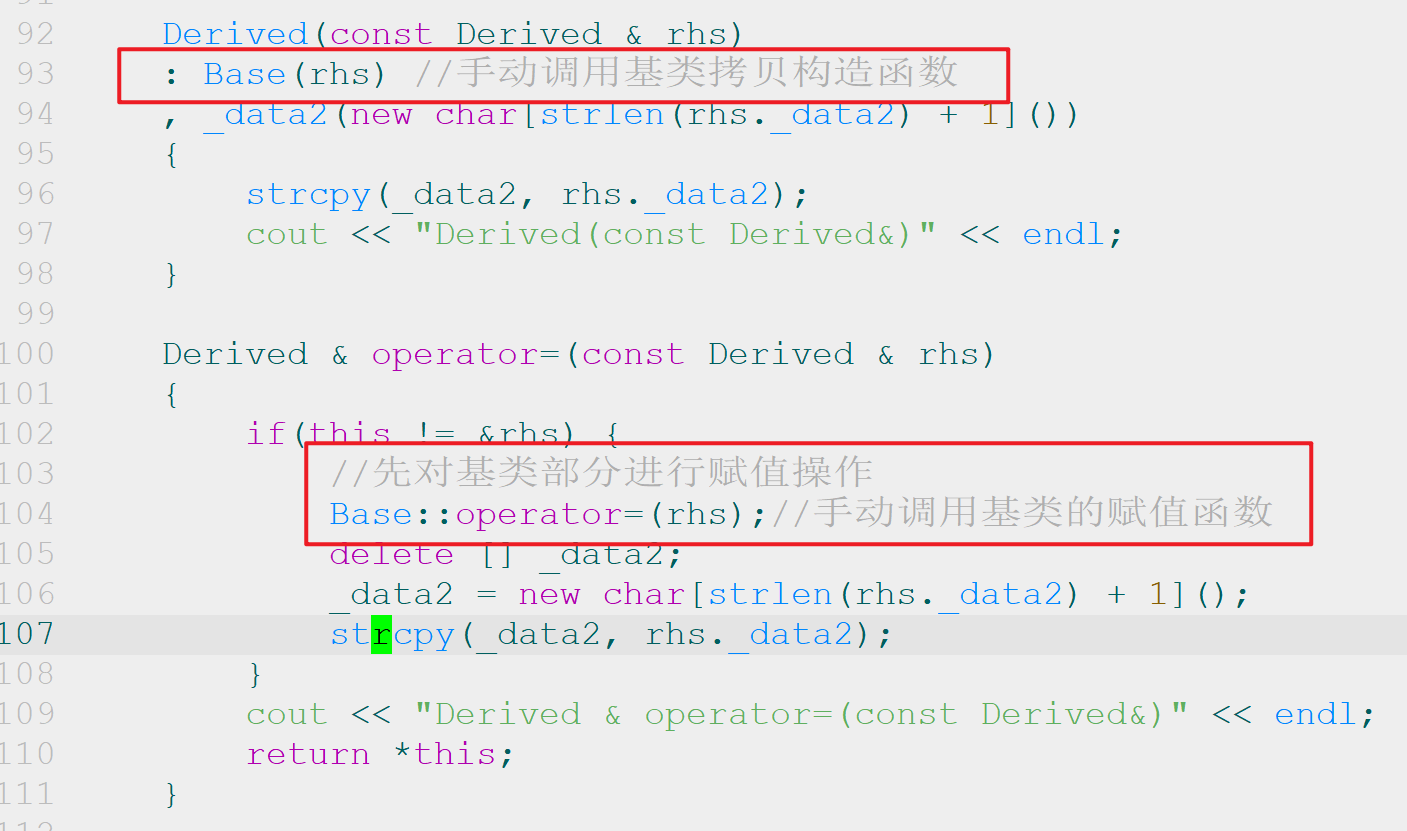 92 Derived(const Derived & rhs)
93 : Base(rhs) //手动调用基类拷贝构造函数
94 , _data2(new char[strlen(rhs._data2) + 1]())
95 {
96 strcpy(_data2, rhs._data2);
97 cout << "Derived(const Derived&)" << endl;
98 }
99
100 Derived & operator=(const Derived & rhs)
101 {
102 if(this != &rhs) {
103 //先对基类部分进行赋值操作
104 Base::operator=(rhs);//手动调用基类的赋值函数
105 delete [] _data2;
106 _data2 = new char[strlen(rhs._data2) + 1]();
107 strcpy(_data2, rhs._data2);
108 }
109 cout << "Derived & operator=(const Derived&)" << endl;
110 return *this;
111 }